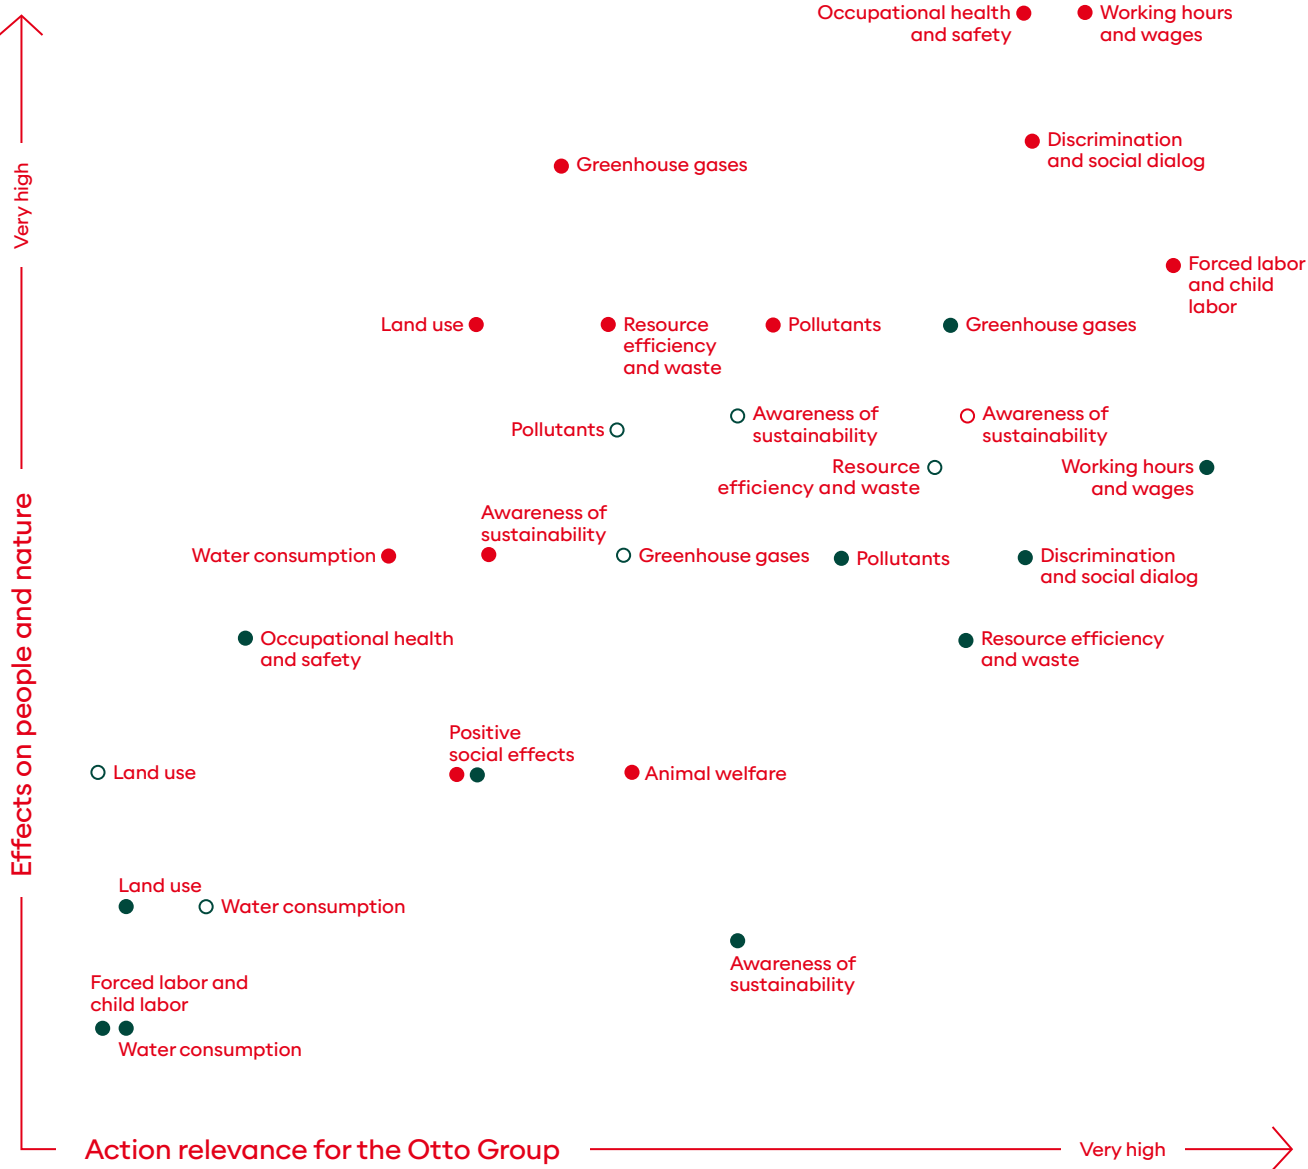 Occupational health
and safety
Working hours
and wages
Discrimination
and social dialog
Greenhouse gases
Very high
Forced labor
and child
labor
Land use
Resource
efficiency
and waste
Pollutants
Greenhouse gases
Pollutants
Awareness of
sustainability
Awareness of
sustainability
Resource
efficiency and waste
Working hours
and wages
Effects on people and nature
Awareness of
sustainability
Water consumption
Greenhouse gases
Pollutants
Discrimination
and social dialog
Occupational health
and safety
Resource efficiency
and waste
Positive
social effects
Land use
Animal welfare
Land use
Water consumption
Awareness of
sustainability
Forced labor and
child labor
Water consumption
Action relevance for the Otto Group
Very high